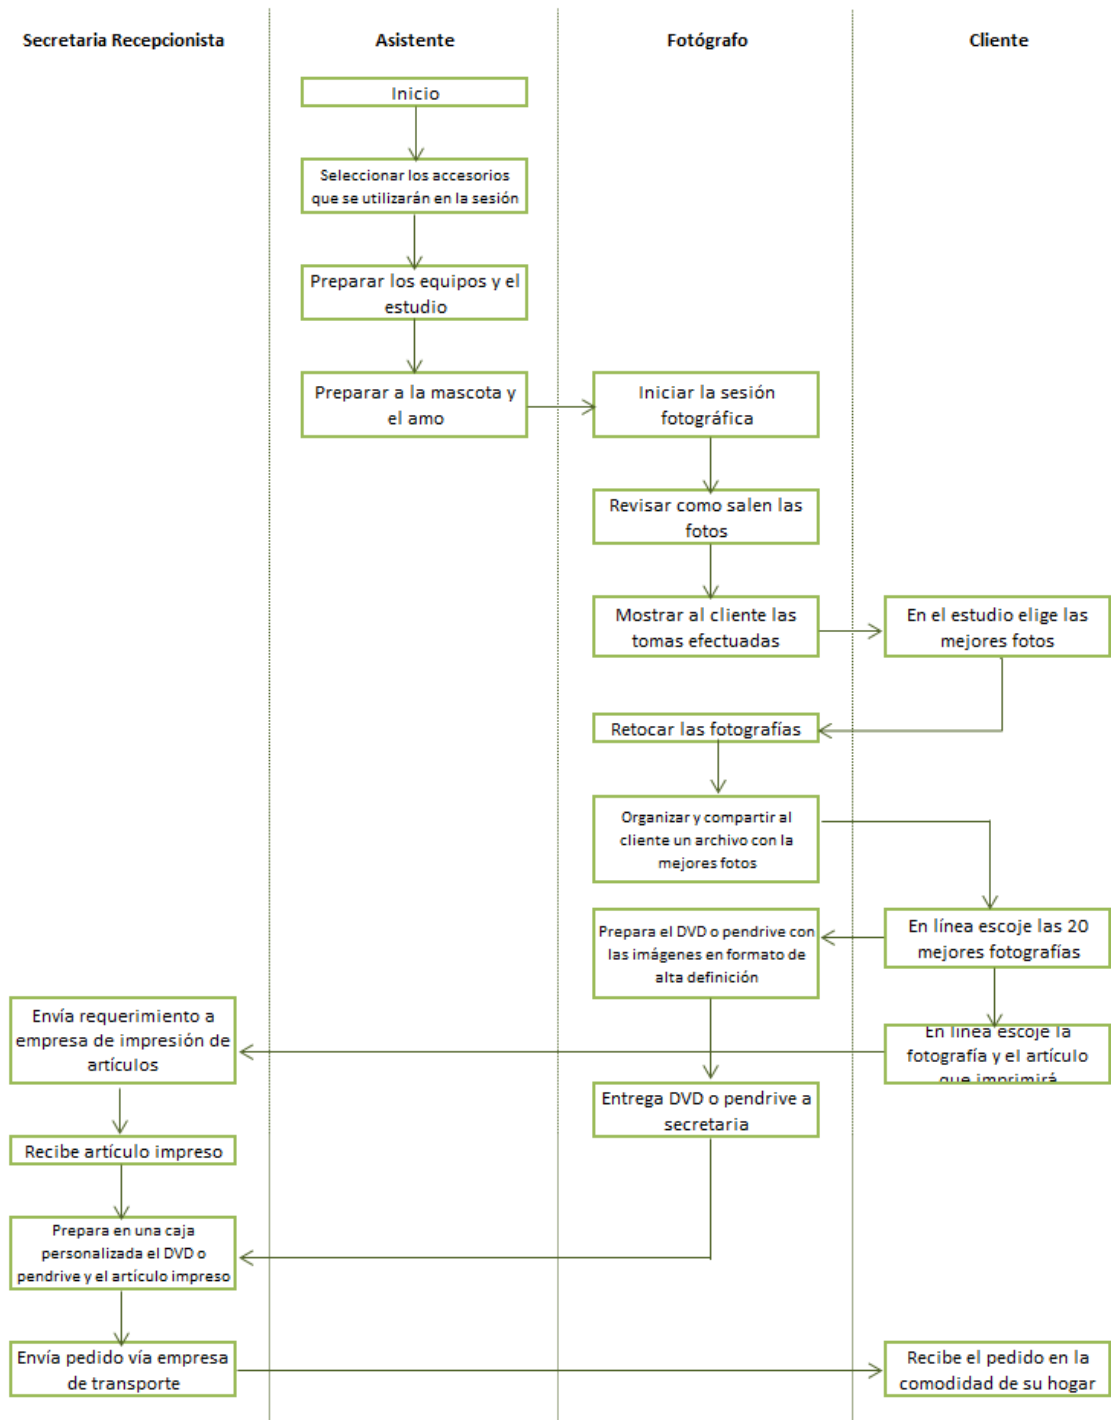 Secretaria Recepcionista
Asistente
Fotógrafo
Cliente
Inicio
Seleccionar los accesorios
que se utilizarán en la sesión
Preparar los equipos y el
estudio
Preparar a la mascota y
el amo
Iniciar la sesión
fotográfica
Revisar como salen las
fotos
Mostrar al cliente las
tomas efectuadas
En el estudio elige las
mejores fotos
Retocar las fotografías
Organizar y compartir al
cliente un archivo con la
mejores fotos
En línea escoje las 20
mejores fotografías
Prepara el DVD o pendrive con
las imágenes en formato de
alta definición
En línea escoje la
fotografía y el artículo
que imprimirá
Envía requerimiento a
empresa de impresión de
artículos
Entrega DVD o pendrive a
secretaria
Recibe artículo impreso
Prepara en una caja
personalizada el DVD o
pendrive y el artículo impreso
Envía pedido vía empresa
de transporte
Recibe el pedido en la
comodidad de su hogar